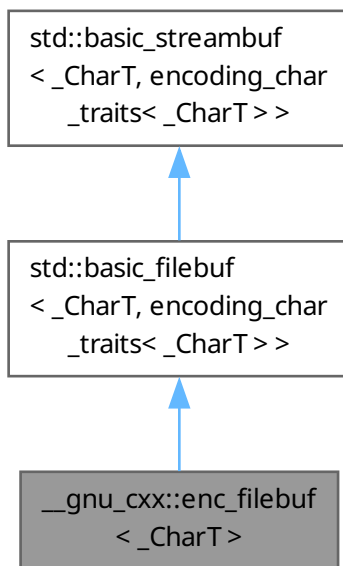 std::basic_streambuf
< _CharT, encoding_char
_traits< _CharT > >
std::basic_filebuf
< _CharT, encoding_char
_traits< _CharT > >
__gnu_cxx::enc_filebuf
< _CharT >